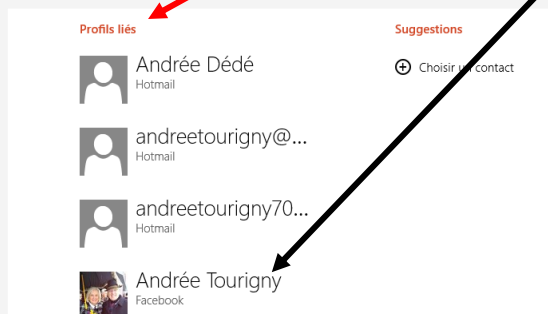 Profils liés
Andrée Dédé
Hotmail
andreetourigny@...
Hotmail
andreetourigny70...
Hotmail
Andrée Tourigny
Facebook
Suggestions
Choisir un contact